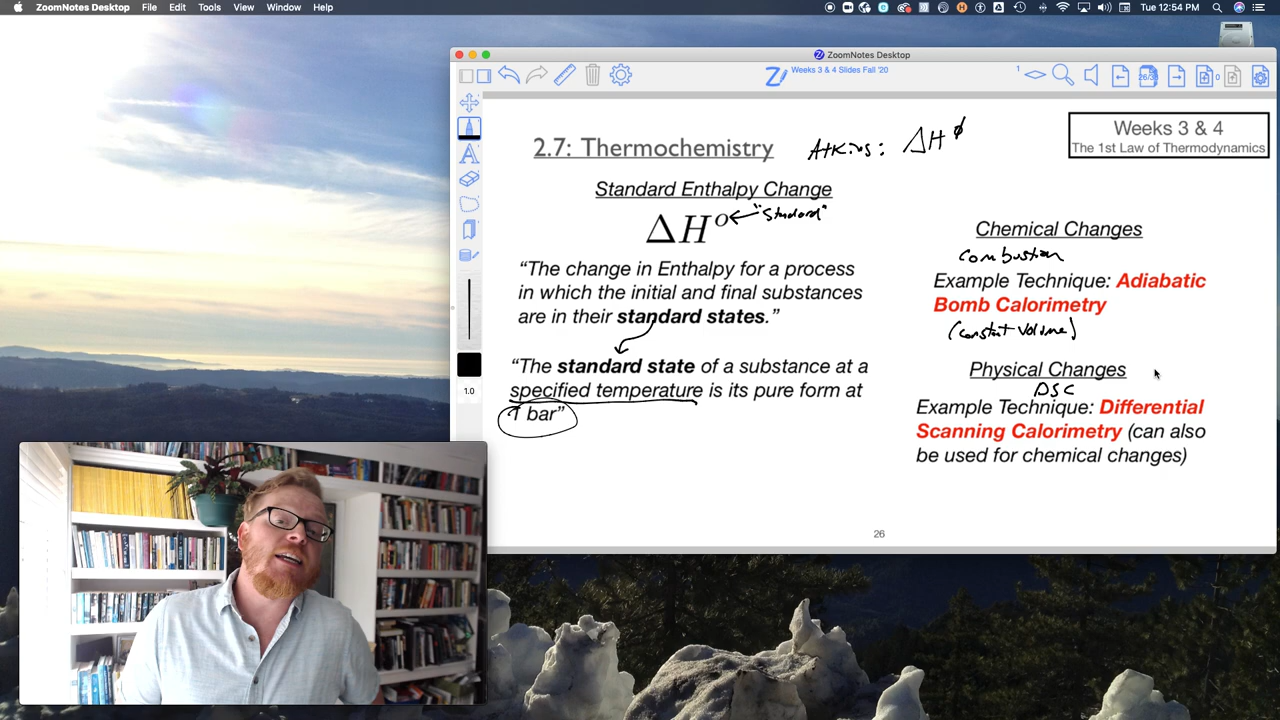 ZoomNotes Desktop File Edit Tools View Window Help
Tue 12:54 PM
ZoomNotes Desktop
Weeks 3 & 4 Slides Fall '20
1
26/38
0
1.0
Weeks 3 & 4
The 1st Law of Thermodynamics
2.7: Thermochemistry
Atkins: ΔH⦵
Standard Enthalpy Change
ΔH° "Standard"
"The change in Enthalpy for a process
in which the initial and final substances
are in their standard states."
"The standard state of a substance at a
specified temperature is its pure form at
1 bar"
Chemical Changes
Combustion
Example Technique: Adiabatic
Bomb Calorimetry
(constant volume)
Physical Changes
DSC
Example Technique: Differential
Scanning Calorimetry (can also
be used for chemical changes)
26